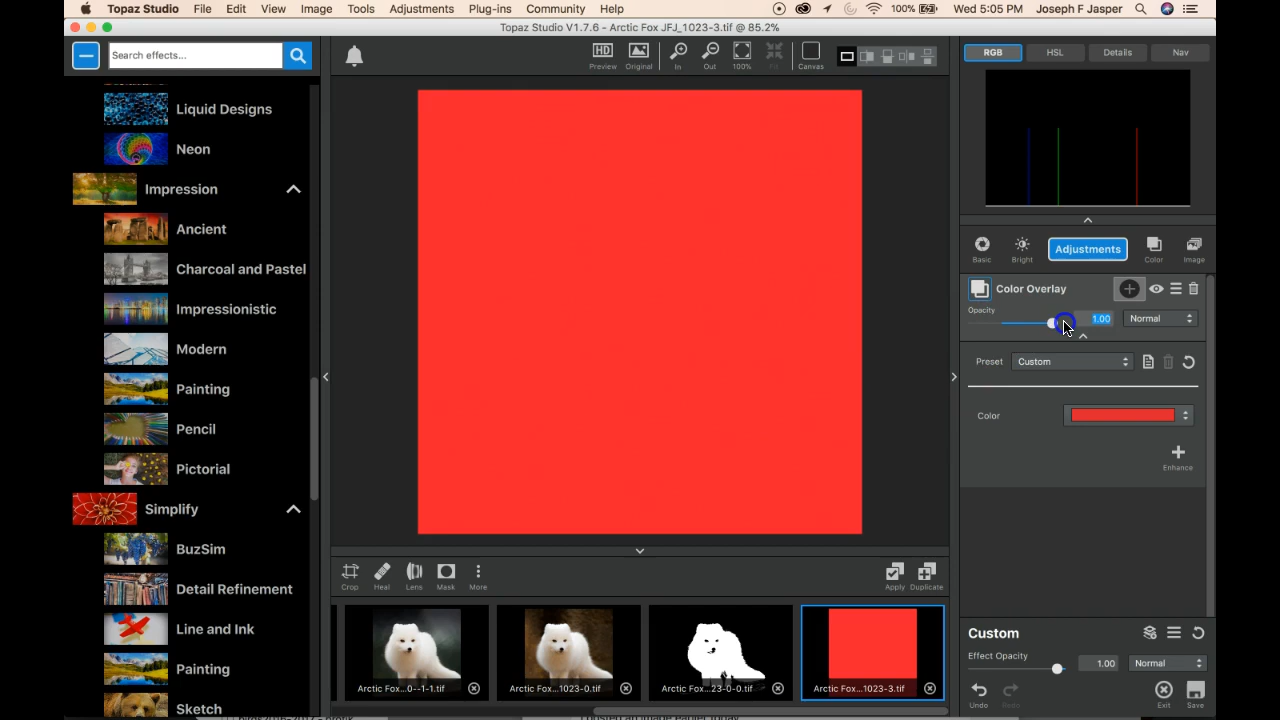 Topaz Studio File Edit View Image Tools Adjustments Plug-ins Community Help 100% Wed 5:05 PM Joseph F Jasper
Topaz Studio V1.7.6 - Arctic Fox JFJ_1023-3.tif @ 85.2%
Search effects...
Preview Original In Out 100% Fit Canvas
RGB HSL Details Nav
Liquid Designs
Neon
Impression
Ancient
Charcoal and Pastel
Impressionistic
Modern
Painting
Pencil
Pictorial
Simplify
BuzSim
Detail Refinement
Line and Ink
Painting
Sketch
Basic Bright Adjustments Color Image
Color Overlay
Opacity 1.00 Normal
Preset Custom
Color
Enhance
Crop Heal Lens Mask More Apply Duplicate
Arctic Fox...0--1-1.tif Arctic Fox...1023-0.tif Arctic Fox...23-0-0.tif Arctic Fox...1023-3.tif
Custom
Effect Opacity 1.00 Normal
Undo Redo Exit Save